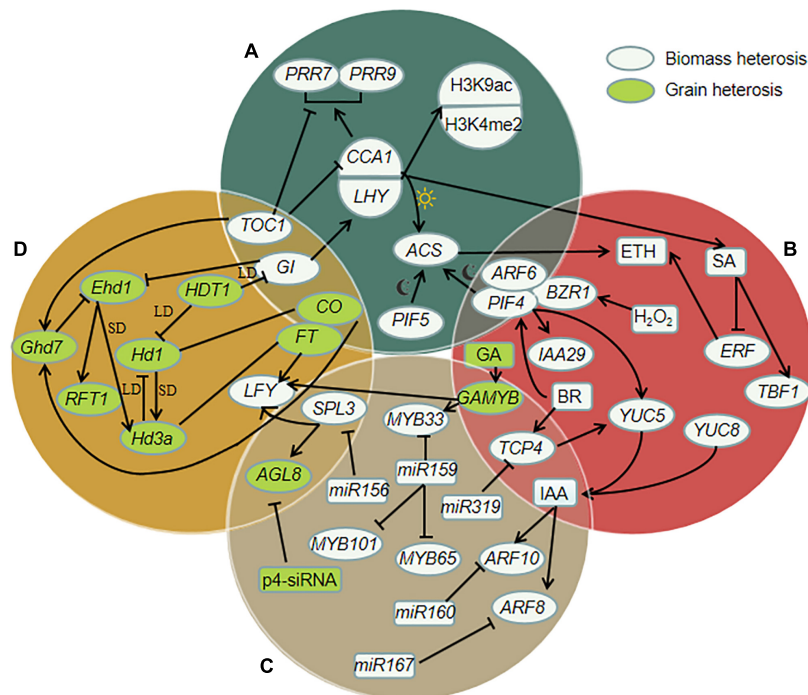 A
Biomass heterosis
Grain heterosis
PRR7 PRR9
H3K9ac
H3K4me2
CCA1
LHY
D
TOC1
GI
ACS
B
ETH
SA
ARF6
BZR1
PIF4
H2O2
PIF5
IAA29
ERF
TBF1
LD
Ehd1
HDT1
LD
SD
CO
FT
Ghd7
Hd1
RFT1
LD
SD
Hd3a
LFY
SPL3
GA
GAMYB
BR
MYB33
TCP4
YUC5
YUC8
AGL8
miR156
miR159
miR319
IAA
MYB101
MYB65
ARF10
p4-siRNA
miR160
ARF8
miR167
C